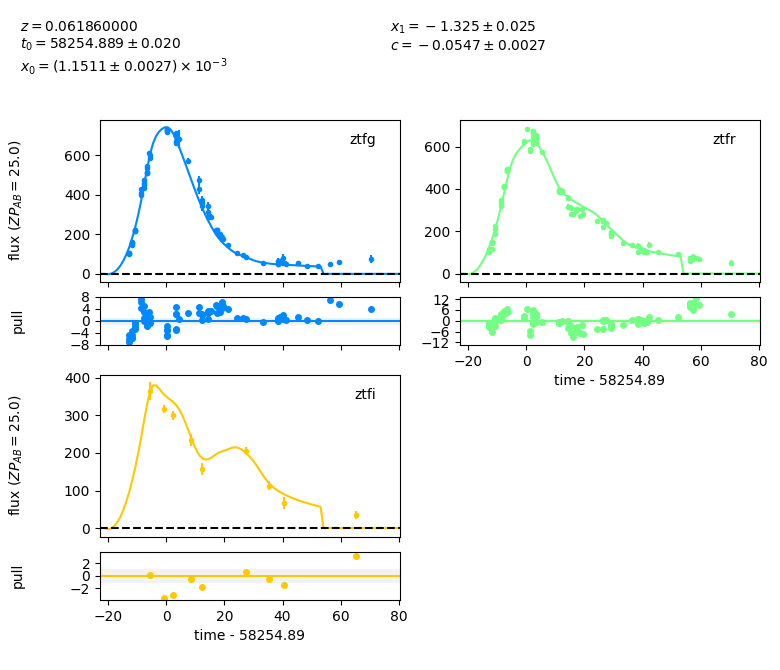 z = 0.061860000
t₀ = 58254.889 ± 0.020
x₀ = (1.1511 ± 0.0027) × 10⁻³
x₁ = −1.325 ± 0.025
c = −0.0547 ± 0.0027
flux (ZP_AB = 25.0)
600
400
200
0
ztfg
pull
8
4
0
−4
−8
600
400
200
0
ztfr
12
6
0
−6
−12
−20 0 20 40 60 80
time - 58254.89
flux (ZP_AB = 25.0)
400
300
200
100
0
ztfi
pull
2
0
−2
−20 0 20 40 60 80
time - 58254.89